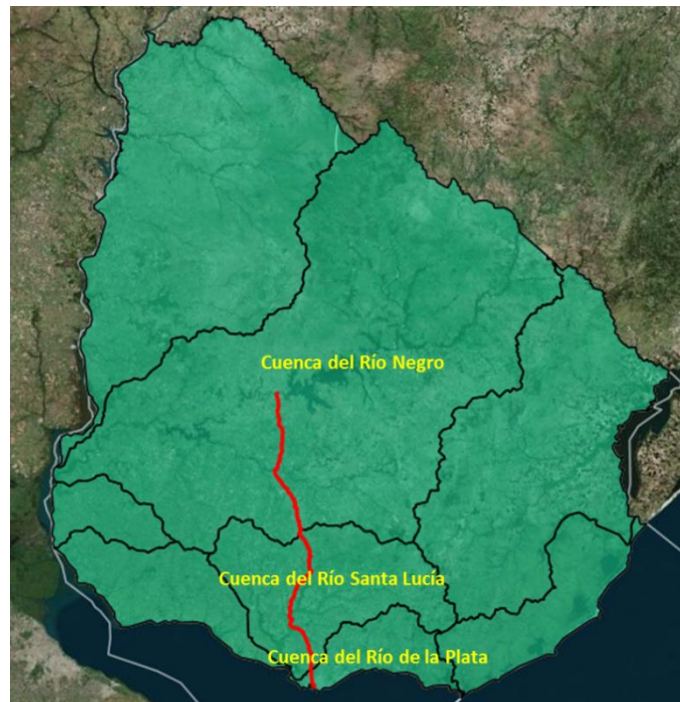 Cuenca del Río Negro
Cuenca del Río Santa Lucía
Cuenca del Río de la Plata